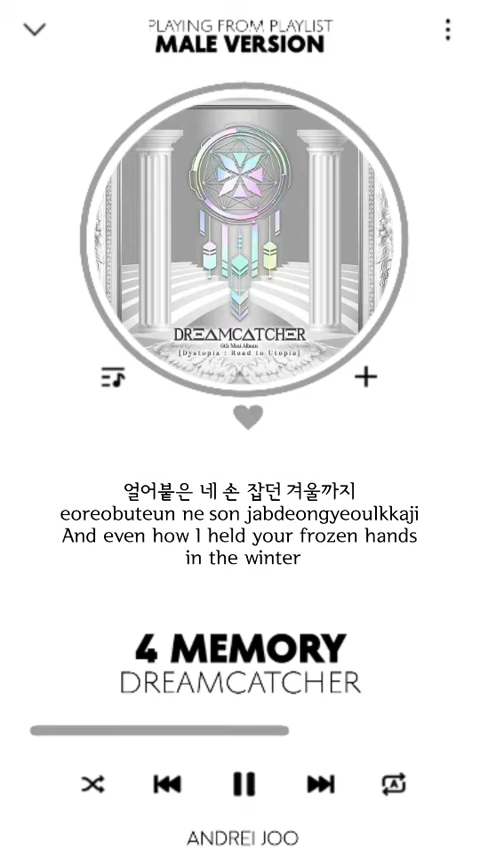 PLAYING FROM PLAYLIST
MALE VERSION
DREAMCATCHER
6th Mini Album
[Dystopia : Road to Utopia]
얼어붙은 네 손 잡던 겨울까지
eoreobuteun ne son jabdeongyeoulkkaji
And even how I held your frozen hands
in the winter
4 MEMORY
DREAMCATCHER
A
ANDREI JOO